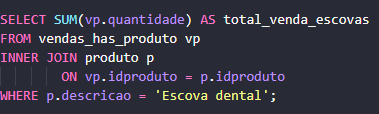 SELECT SUM(vp.quantidade) AS total_venda_escovas
FROM vendas_has_produto vp
INNER JOIN produto p
ON vp.idproduto = p.idproduto
WHERE p.descricao = 'Escova dental';